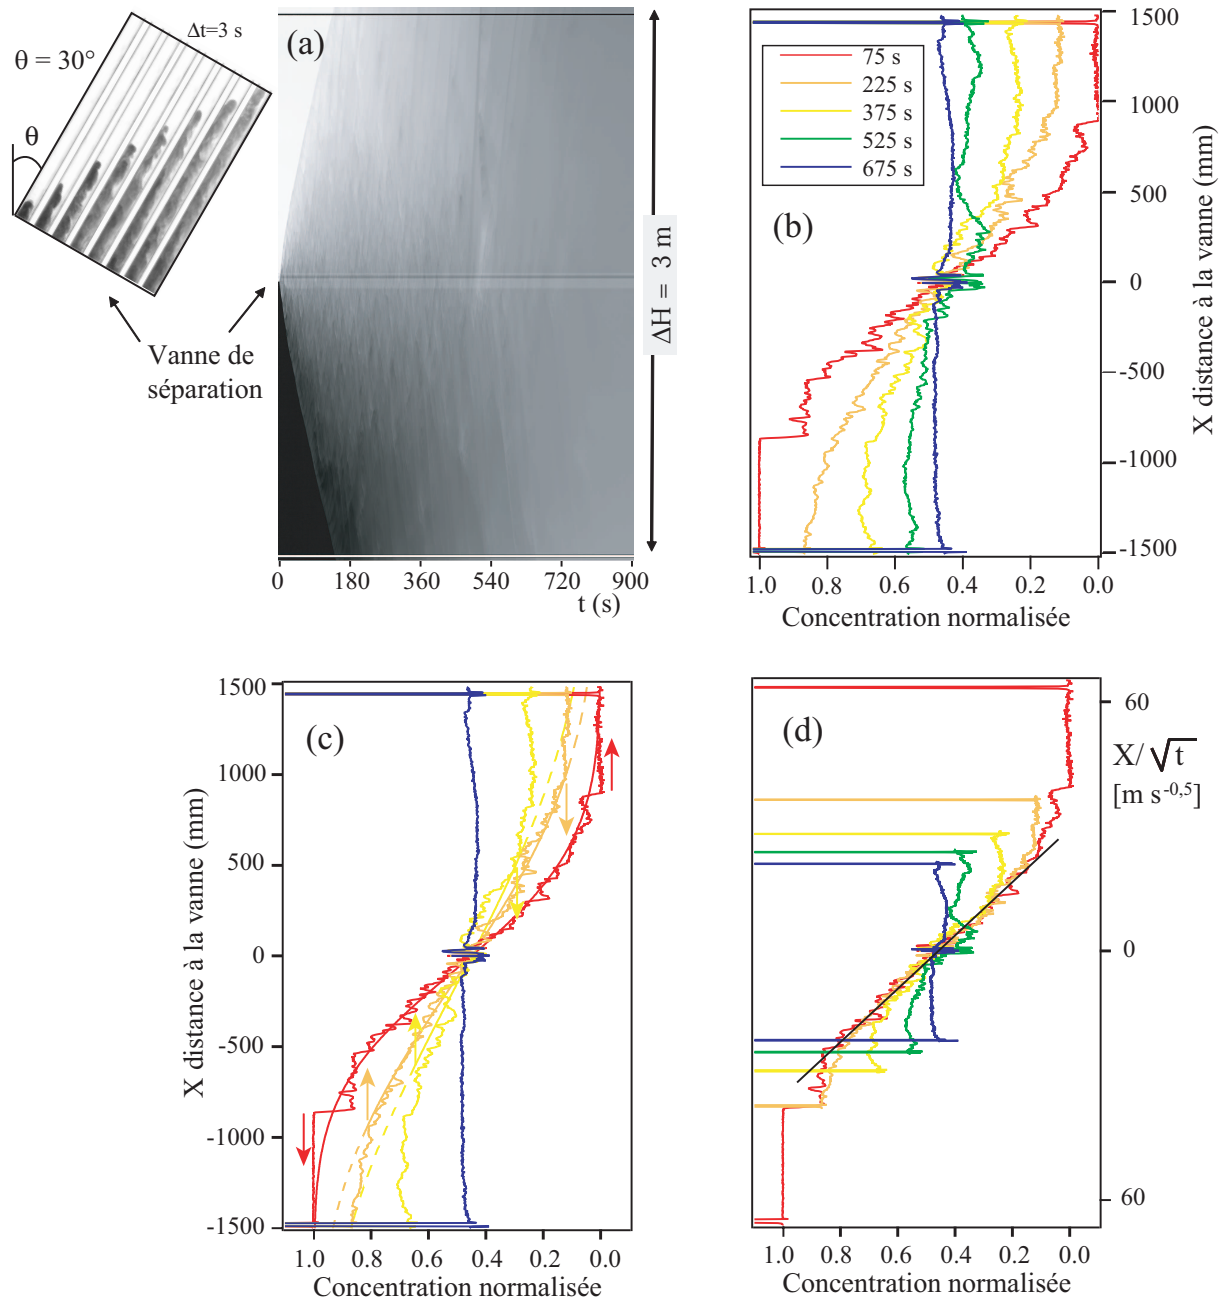 Δt=3 s
θ = 30°
θ
(a)
Vanne de
séparation
ΔH = 3 m
0 180 360 540 720 900
t (s)
(b)
75 s
225 s
375 s
525 s
675 s
1500
1000
500
0
-500
-1000
-1500
X distance à la vanne (mm)
1.0 0.8 0.6 0.4 0.2 0.0
Concentration normalisée
(c)
1500
1000
500
0
-500
-1000
-1500
X distance à la vanne (mm)
1.0 0.8 0.6 0.4 0.2 0.0
Concentration normalisée
(d)
60
X/ √t
[m s-0,5]
0
60
1.0 0.8 0.6 0.4 0.2 0.0
Concentration normalisée